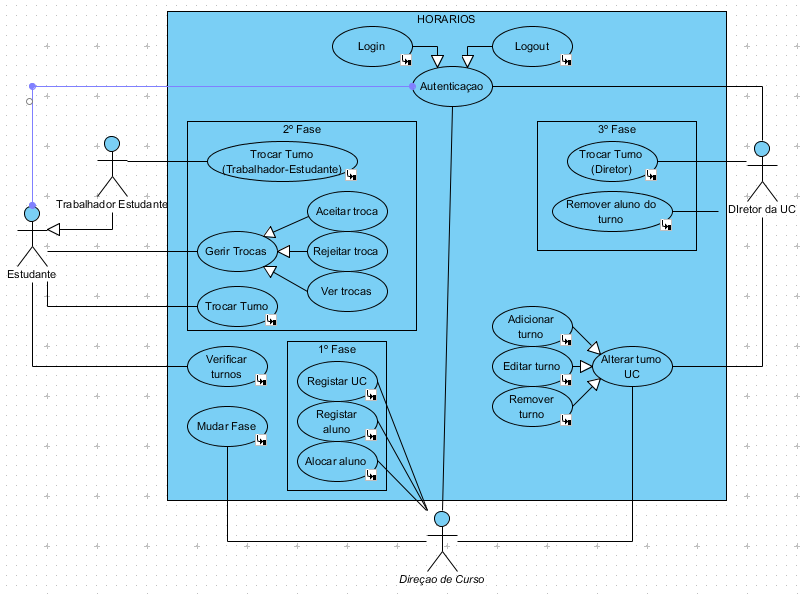 HORARIOS
Login
Logout
Autenticaçao
2º Fase
3º Fase
Trocar Turno
(Trabalhador-Estudante)
Trocar Turno
(Diretor)
Trabalhador Estudante
DIretor da UC
Aceitar troca
Remover aluno do
turno
Gerir Trocas
Rejeitar troca
Estudante
Ver trocas
Trocar Turno
Adicionar
turno
1º Fase
Verificar
turnos
Editar turno
Alterar turno
UC
Registar UC
Remover
turno
Registar
aluno
Mudar Fase
Alocar aluno
Direçao de Curso